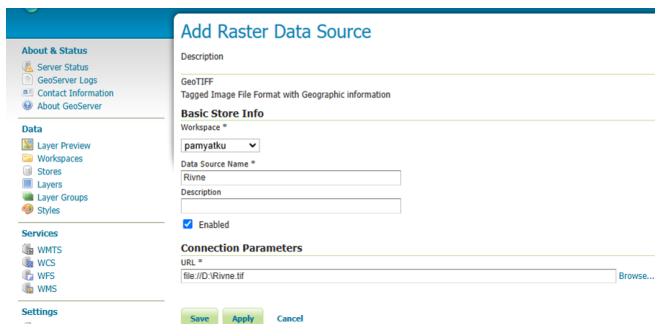 Add Raster Data Source
Description
GeoTIFF
Tagged Image File Format with Geographic information
Basic Store Info
Workspace *
pamyatku
Data Source Name *
Rivne
Description
Enabled
Connection Parameters
URL *
file://D:\Rivne.tif
Browse...
Save Apply Cancel
About & Status
Server Status
GeoServer Logs
Contact Information
About GeoServer
Data
Layer Preview
Workspaces
Stores
Layers
Layer Groups
Styles
Services
WMTS
WCS
WFS
WMS
Settings